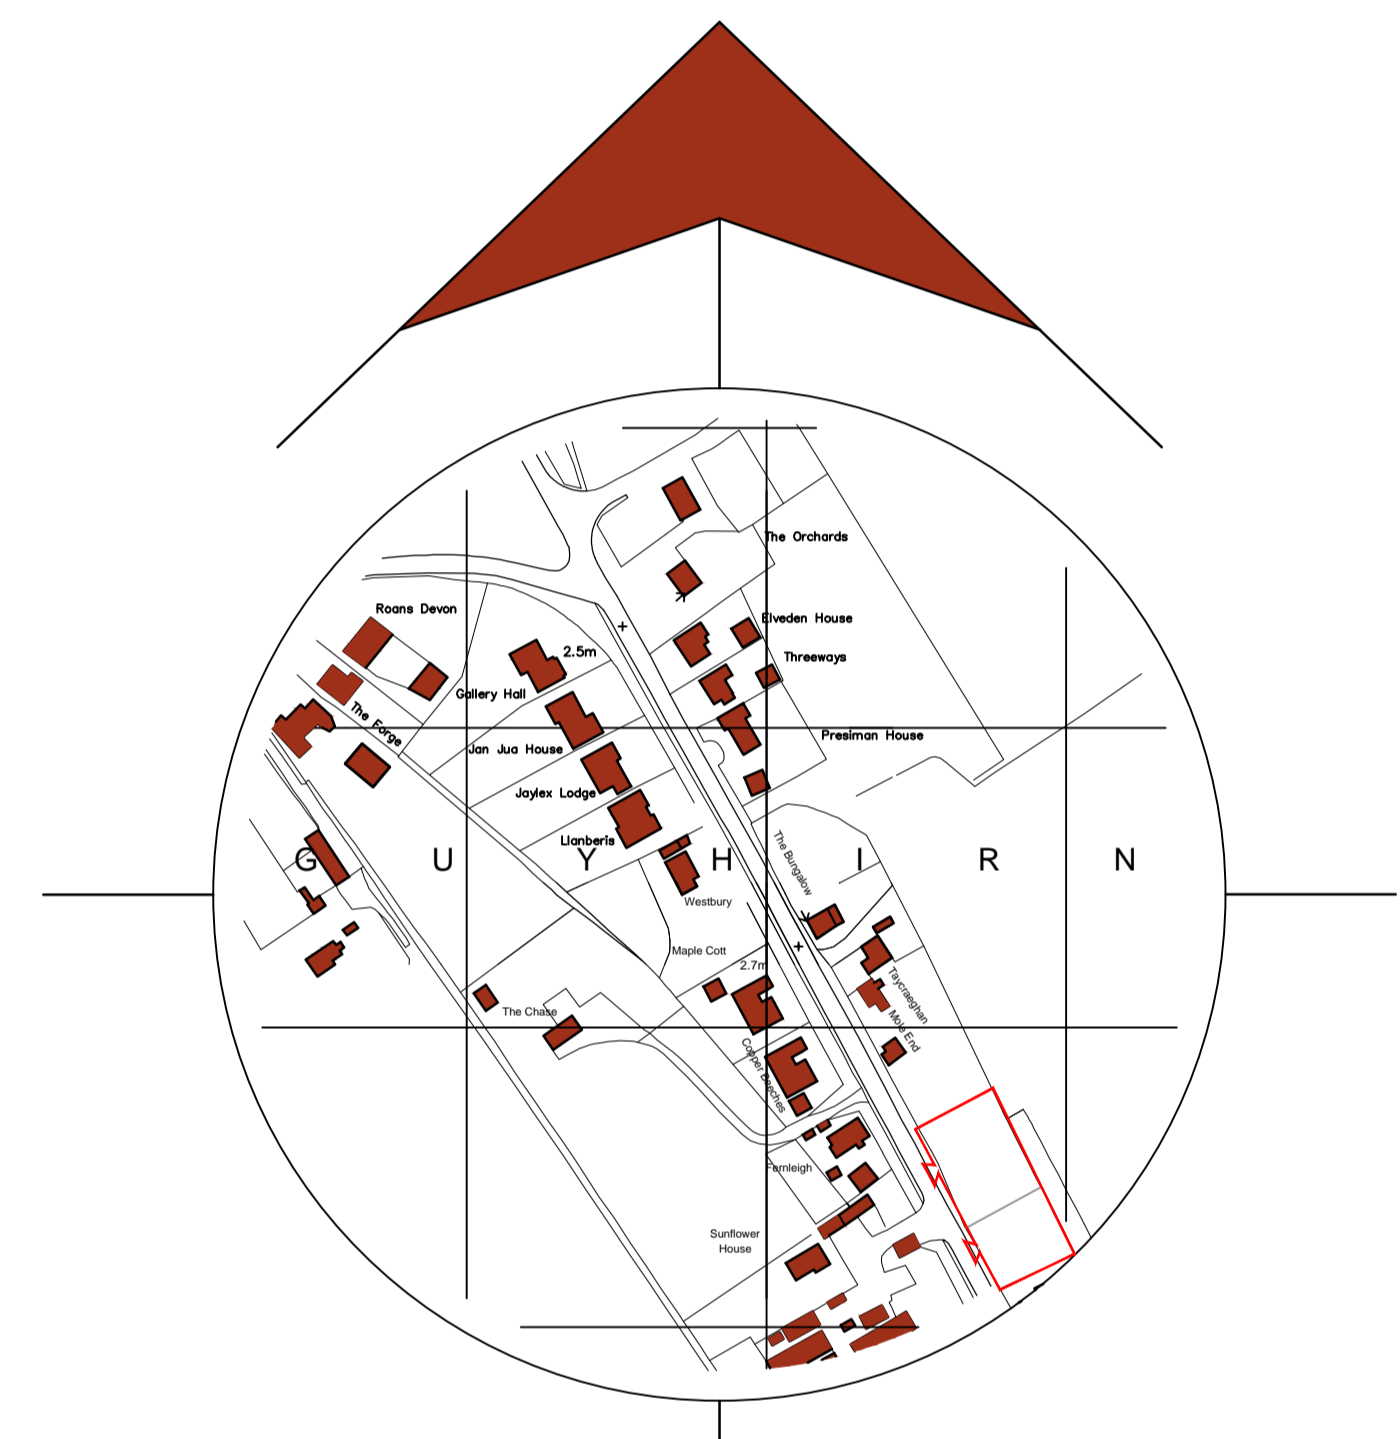 The Orchards
Roans Devon
Elveden House
2.5m
Threeways
Gallery Hall
The Forge
Presiman House
Jan Jua House
Jaylex Lodge
Llanberis
G U Y H I R N
The Bungalow
Westbury
Maple Cott
2.7m
Taycraeghan
The Chase
Mole End
Copper Beeches
Fernleigh
Sunflower
House